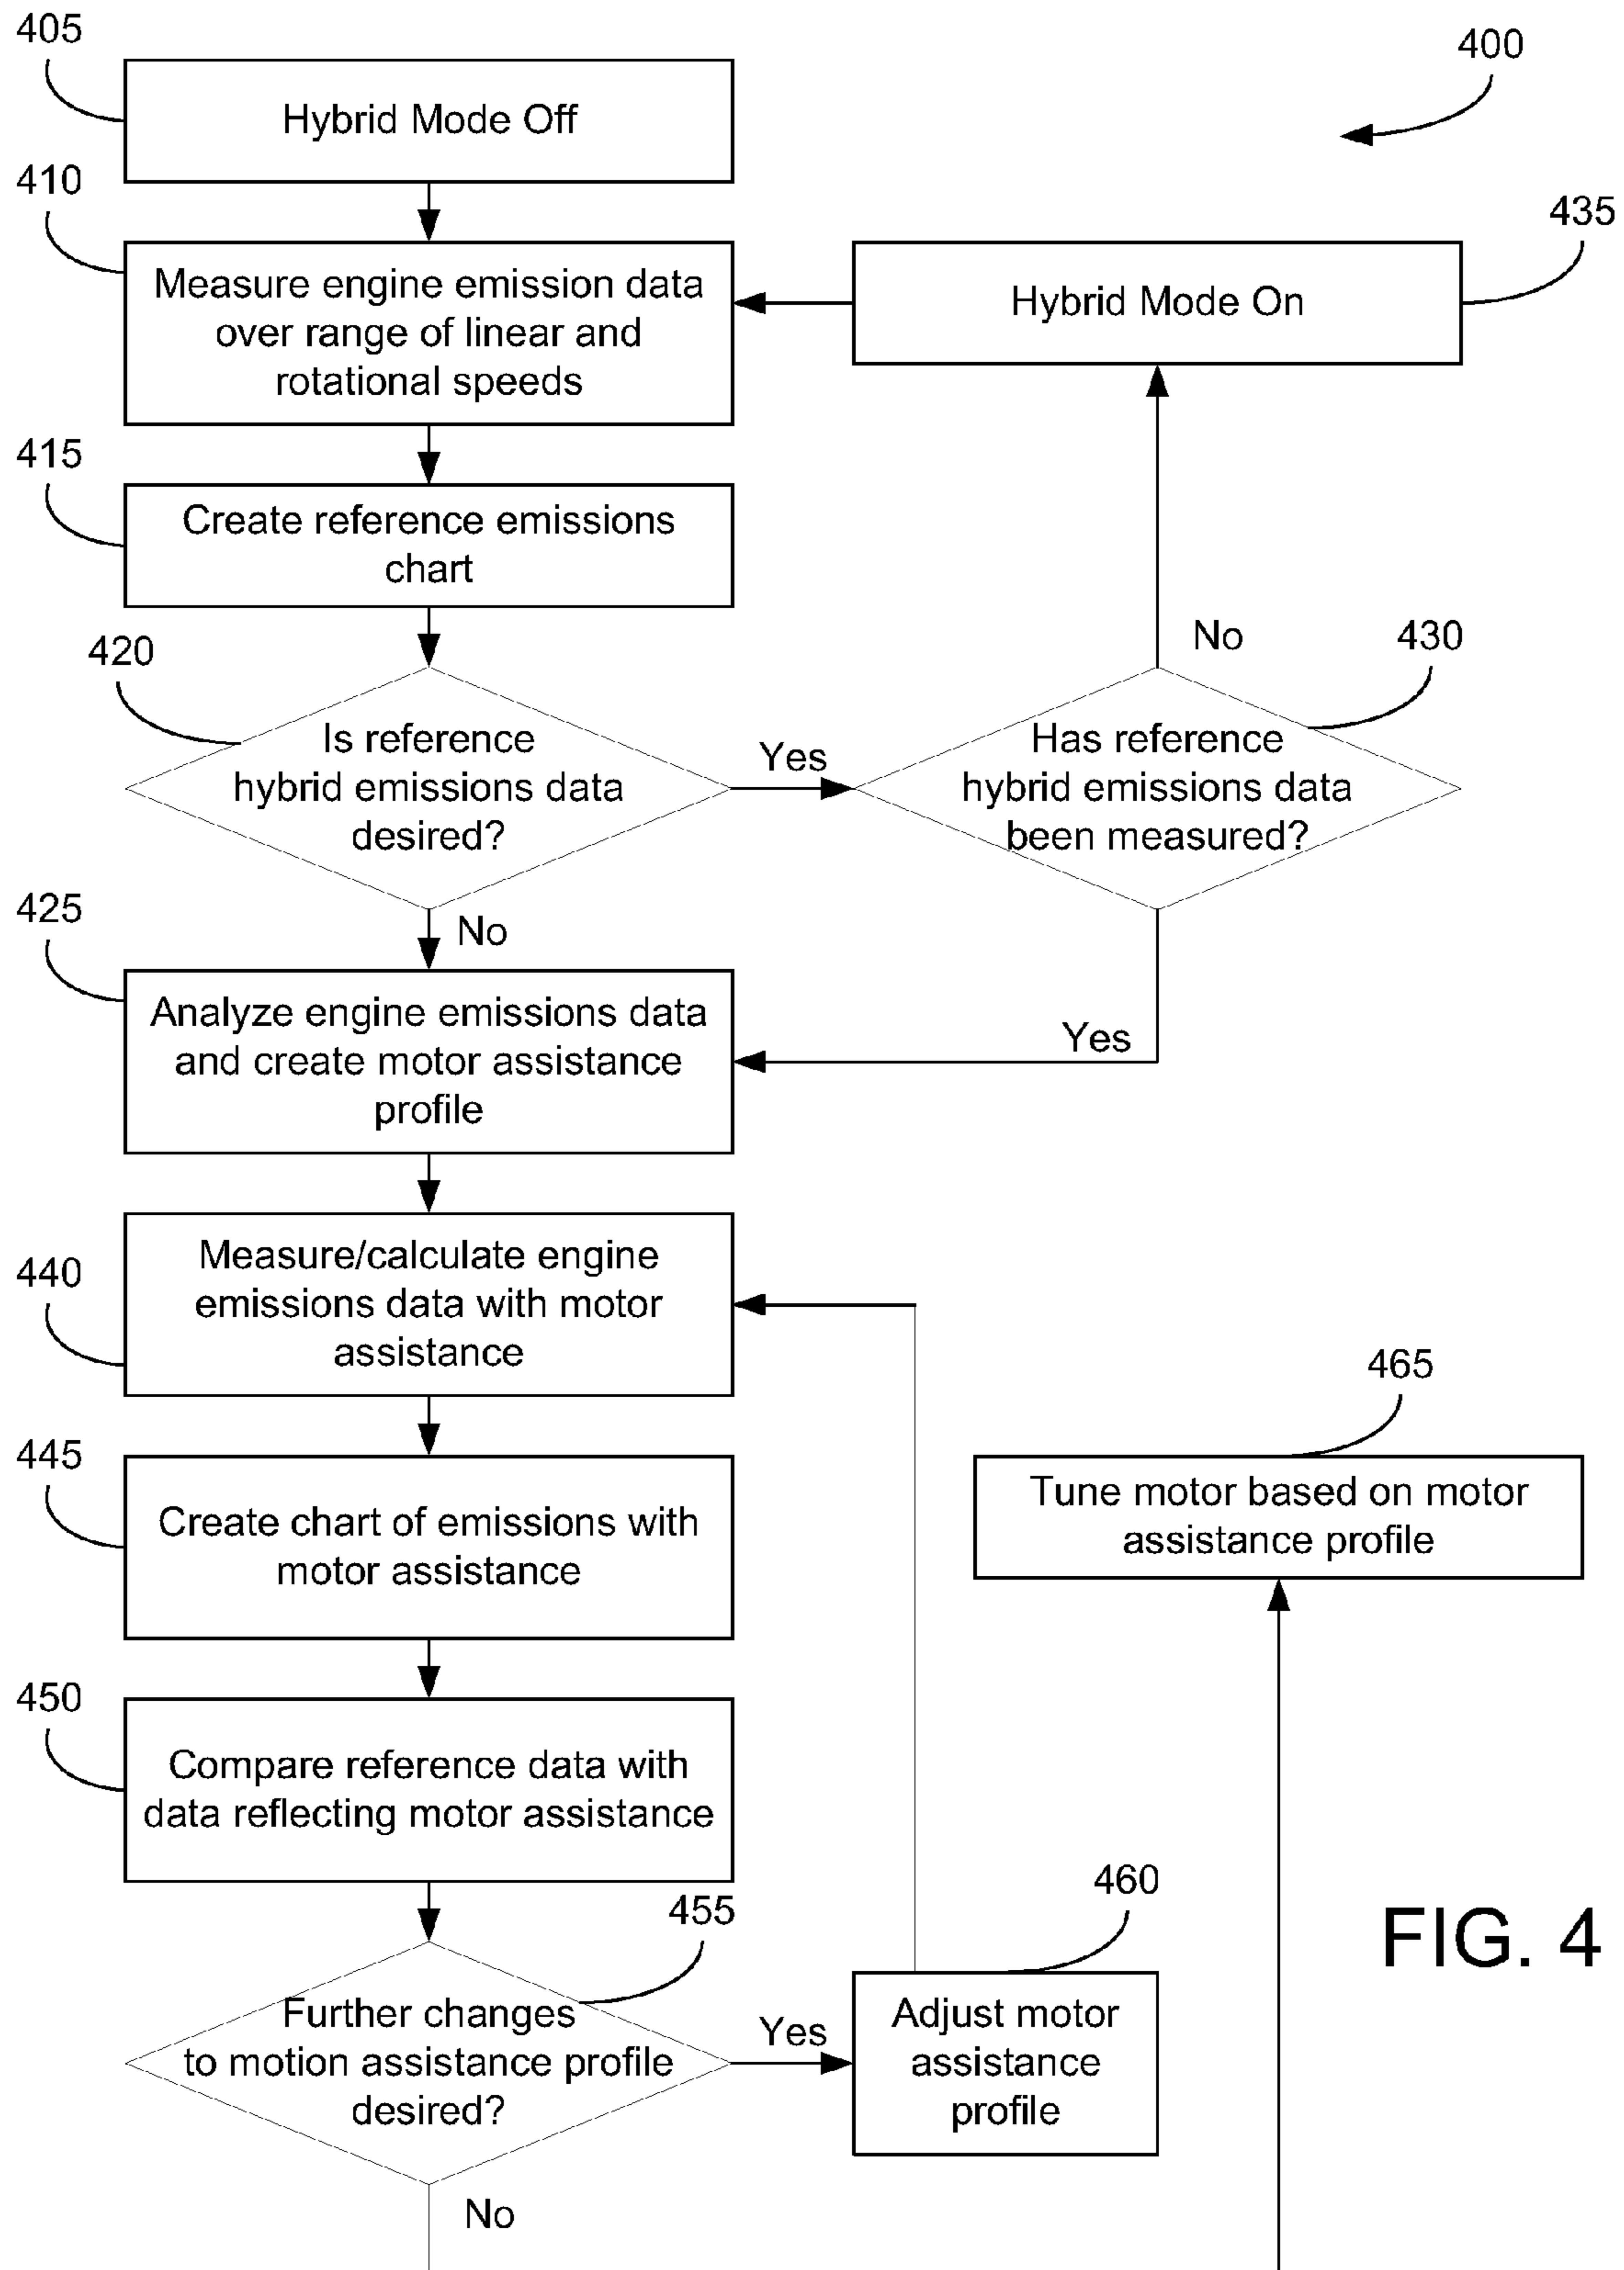 405
Hybrid Mode Off
400
410
Measure engine emission data
over range of linear and
rotational speeds
435
Hybrid Mode On
415
Create reference emissions
chart
420
Is reference
hybrid emissions data
desired?
Yes
No
430
Has reference
hybrid emissions data
been measured?
No
425
Analyze engine emissions data
and create motor assistance
profile
Yes
440
Measure/calculate engine
emissions data with motor
assistance
465
Tune motor based on motor
assistance profile
445
Create chart of emissions with
motor assistance
450
Compare reference data with
data reflecting motor assistance
455
Further changes
to motion assistance profile
desired?
Yes
460
Adjust motor
assistance
profile
No
FIG. 4